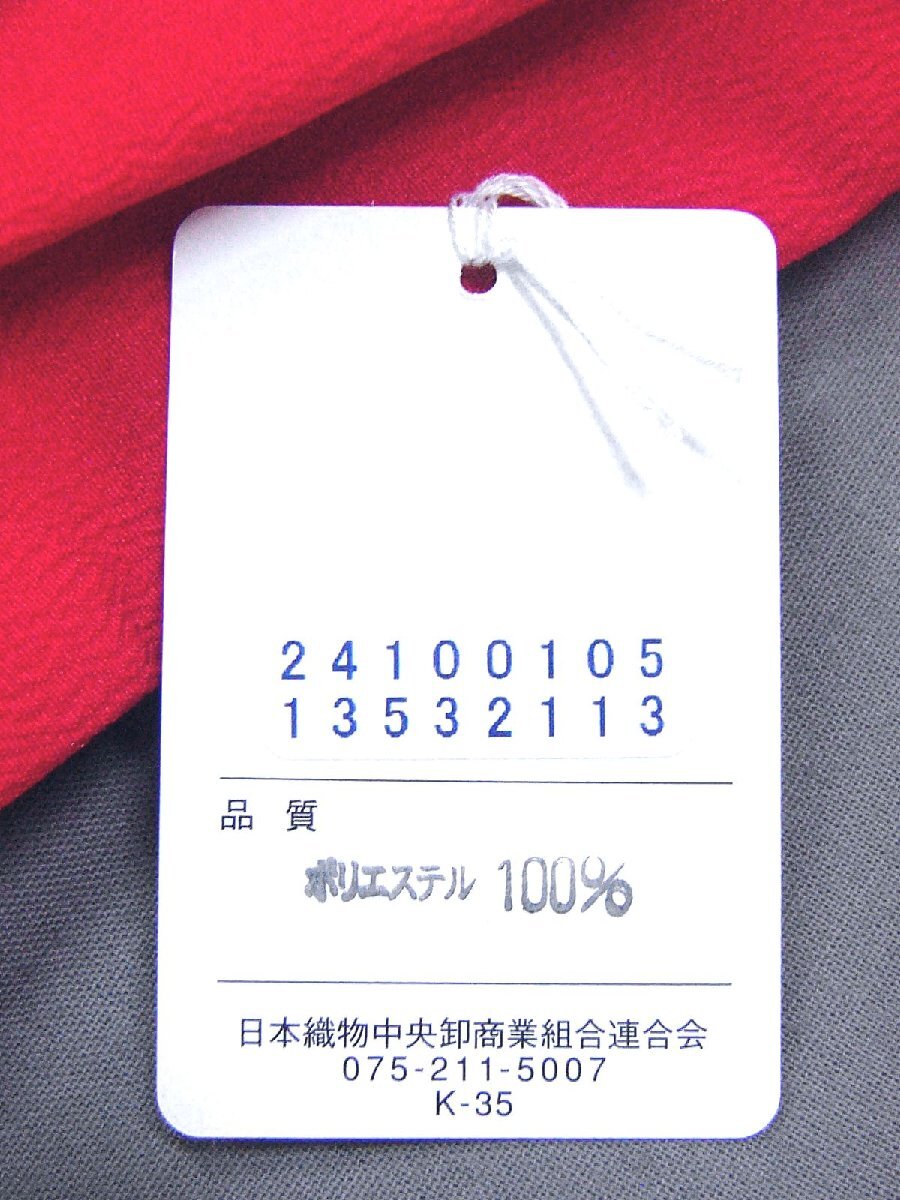 24100105
13532113
品質
ポリエステル 100%
日本織物中央卸商業組合連合会
075-211-5007
K-35